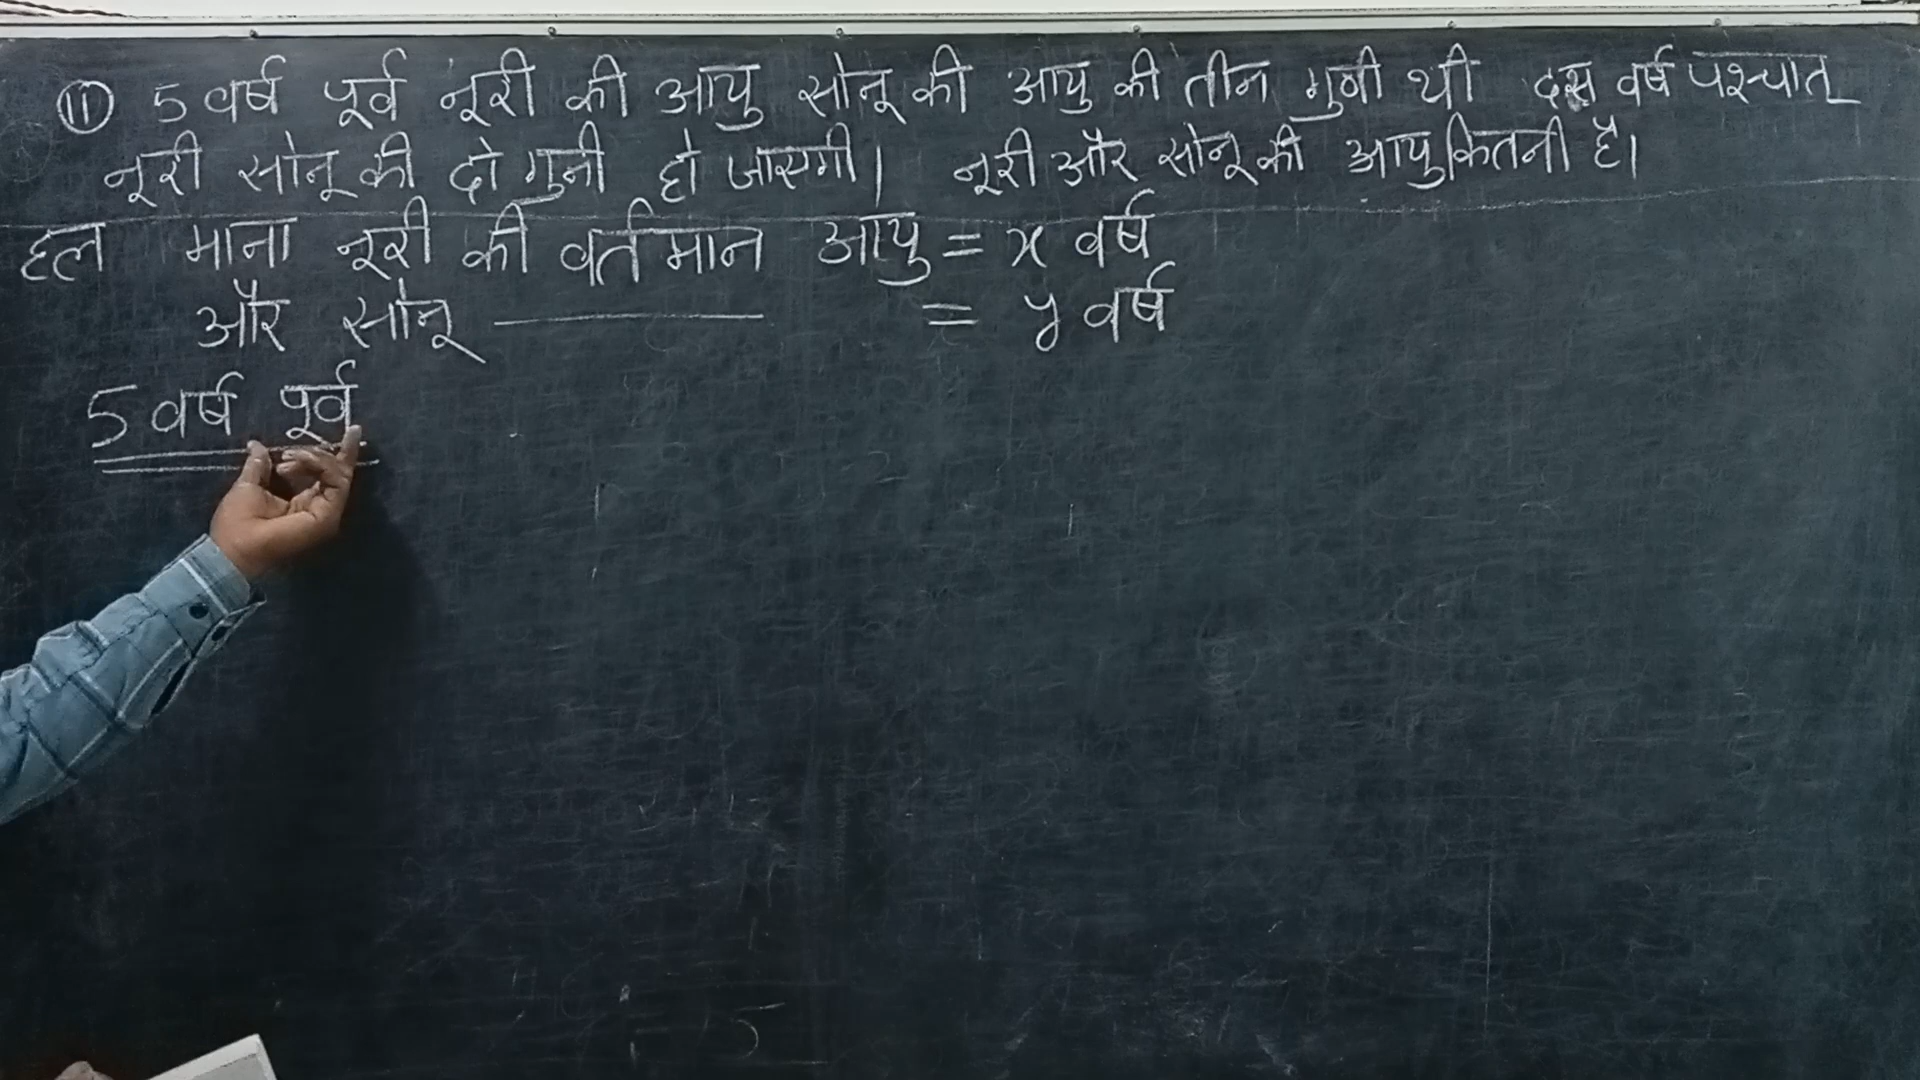 ⑪ 5 वर्ष पूर्व नूरी की आयु सोनू की आयु की तीन गुनी थी दस वर्ष पश्चात्
नूरी सोनू की दो गुनी हो जाएगी। नूरी और सोनू की आयु कितनी है।
हल माना नूरी की वर्तमान आयु = x वर्ष
और सोनू ——— = y वर्ष
5 वर्ष पूर्व